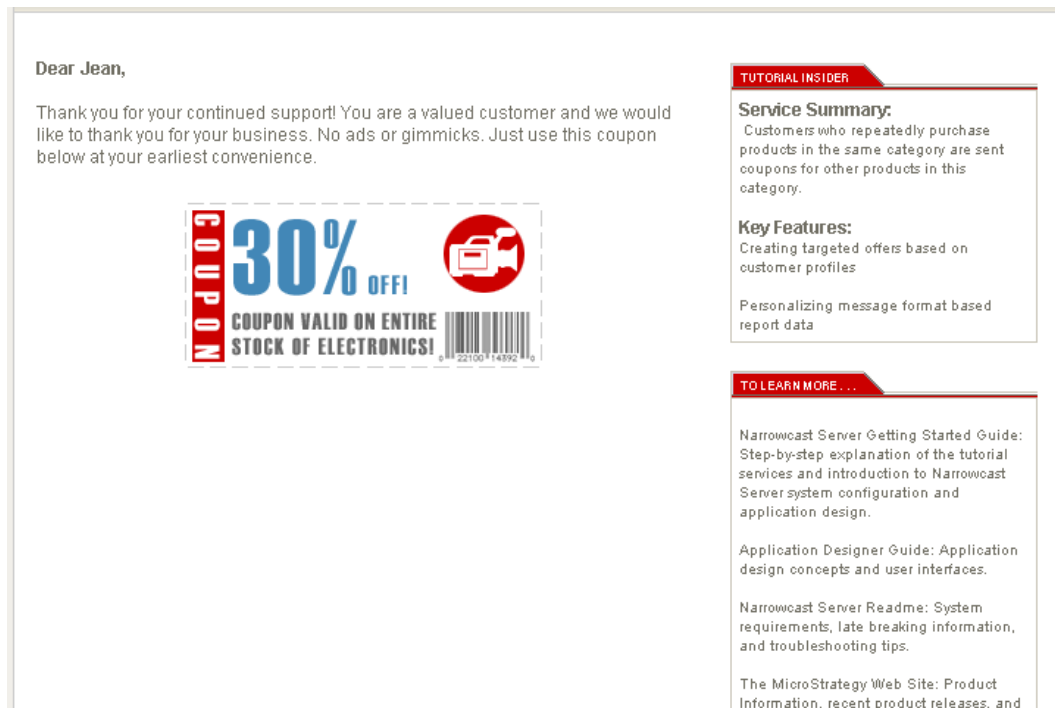 Dear Jean,
Thank you for your continued support! You are a valued customer and we would
like to thank you for your business. No ads or gimmicks. Just use this coupon
below at your earliest convenience.
COUPON
30% OFF!
COUPON VALID ON ENTIRE
STOCK OF ELECTRONICS!
0 22100 14392 0
TUTORIAL INSIDER
Service Summary:
Customers who repeatedly purchase
products in the same category are sent
coupons for other products in this
category.
Key Features:
Creating targeted offers based on
customer profiles
Personalizing message format based
report data
TO LEARN MORE . . .
Narrowcast Server Getting Started Guide:
Step-by-step explanation of the tutorial
services and introduction to Narrowcast
Server system configuration and
application design.
Application Designer Guide: Application
design concepts and user interfaces.
Narrowcast Server Readme: System
requirements, late breaking information,
and troubleshooting tips.
The MicroStrategy Web Site: Product
Information, recent product releases, and